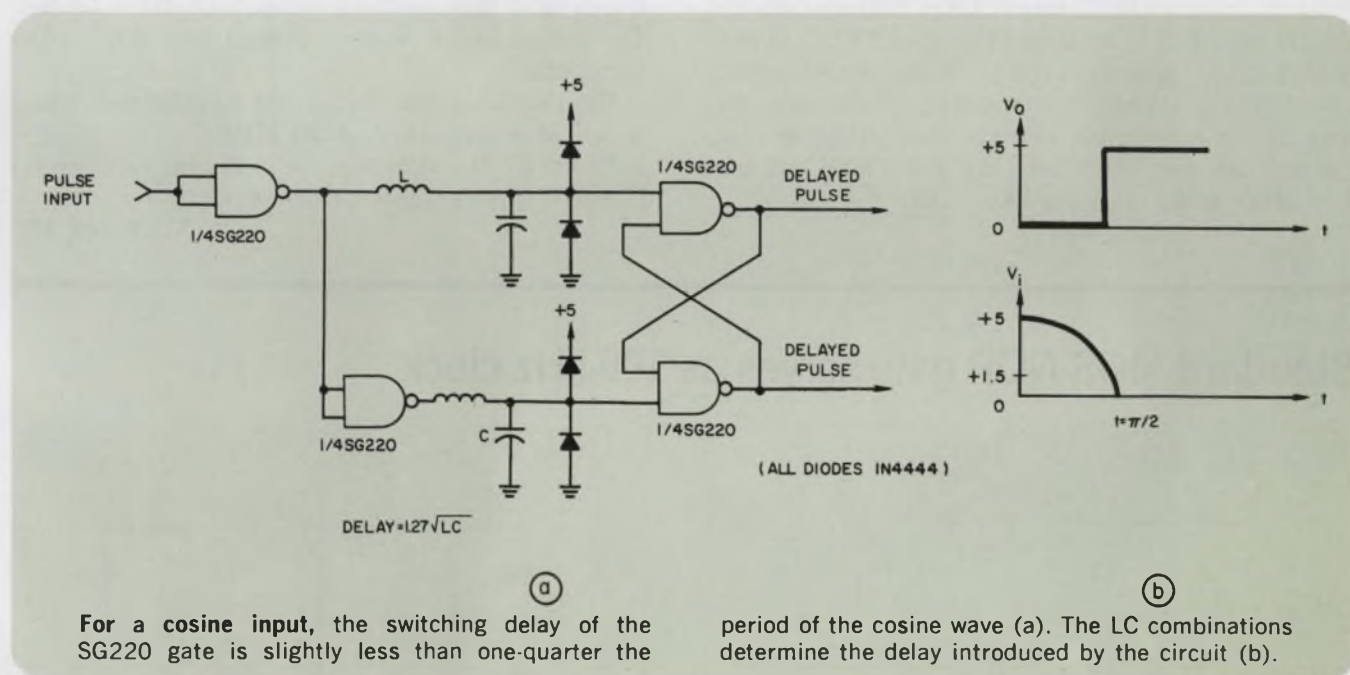 +5
PULSE
INPUT
1/4SG220
L
1/4SG220
DELAYED
PULSE
+5
C
1/4SG220
DELAYED
PULSE
1/4SG220
(ALL DIODES IN4444)
DELAY=1.27√LC
a
Vo
+5
0
t
Vi
+5
+1.5
0
t
t=π/2
b
For a cosine input, the switching delay of the
SG220 gate is slightly less than one-quarter the
period of the cosine wave (a). The LC combinations
determine the delay introduced by the circuit (b).